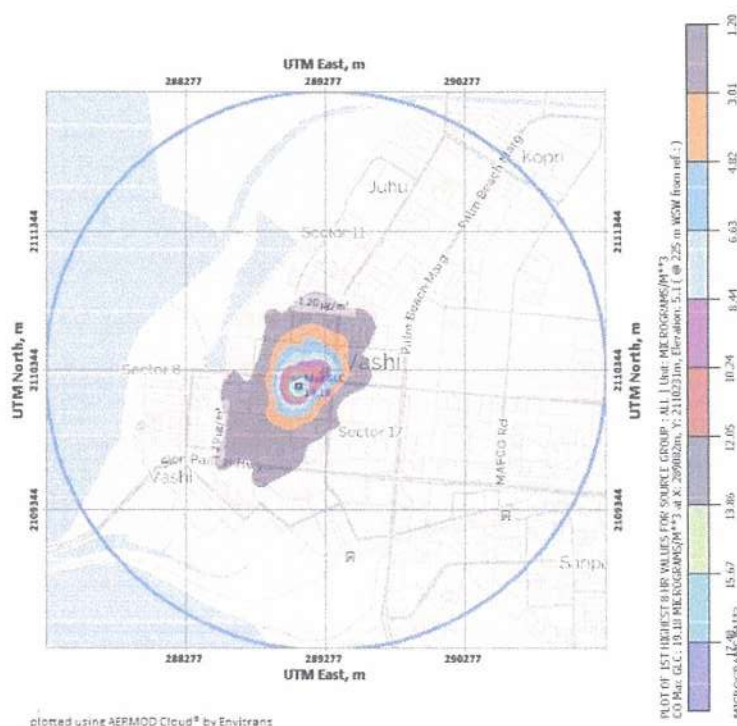 UTM East, m
288277 289277 290277
Kopri
Juhu
Palm Beach Marg
Sector 11
2111344 2111344
1.20 µg/m³
Palm Beach Marg
UTM North, m
UTM North, m
2110344 2110344
Sector 8
Vashi
Sector 17
MAFCO Rd
Vashi
2109344 2109344
Sanpa
288277 289277 290277
UTM East, m
plotted using AERMOD Cloud® by Envitrans
PLOT OF 1ST HIGHEST 8 HR VALUES FOR SOURCE GROUP : ALL | Unit: MICROGRAMS/M**3
CO Max GLC : 19.18 MICROGRAMS/M**3 at X: 289082m, Y: 2110231m, Elevation: 5.1 ( @ 225 m WSW from ref : )
1.20
3.01
4.82
6.63
8.44
10.24
12.05
13.86
15.67